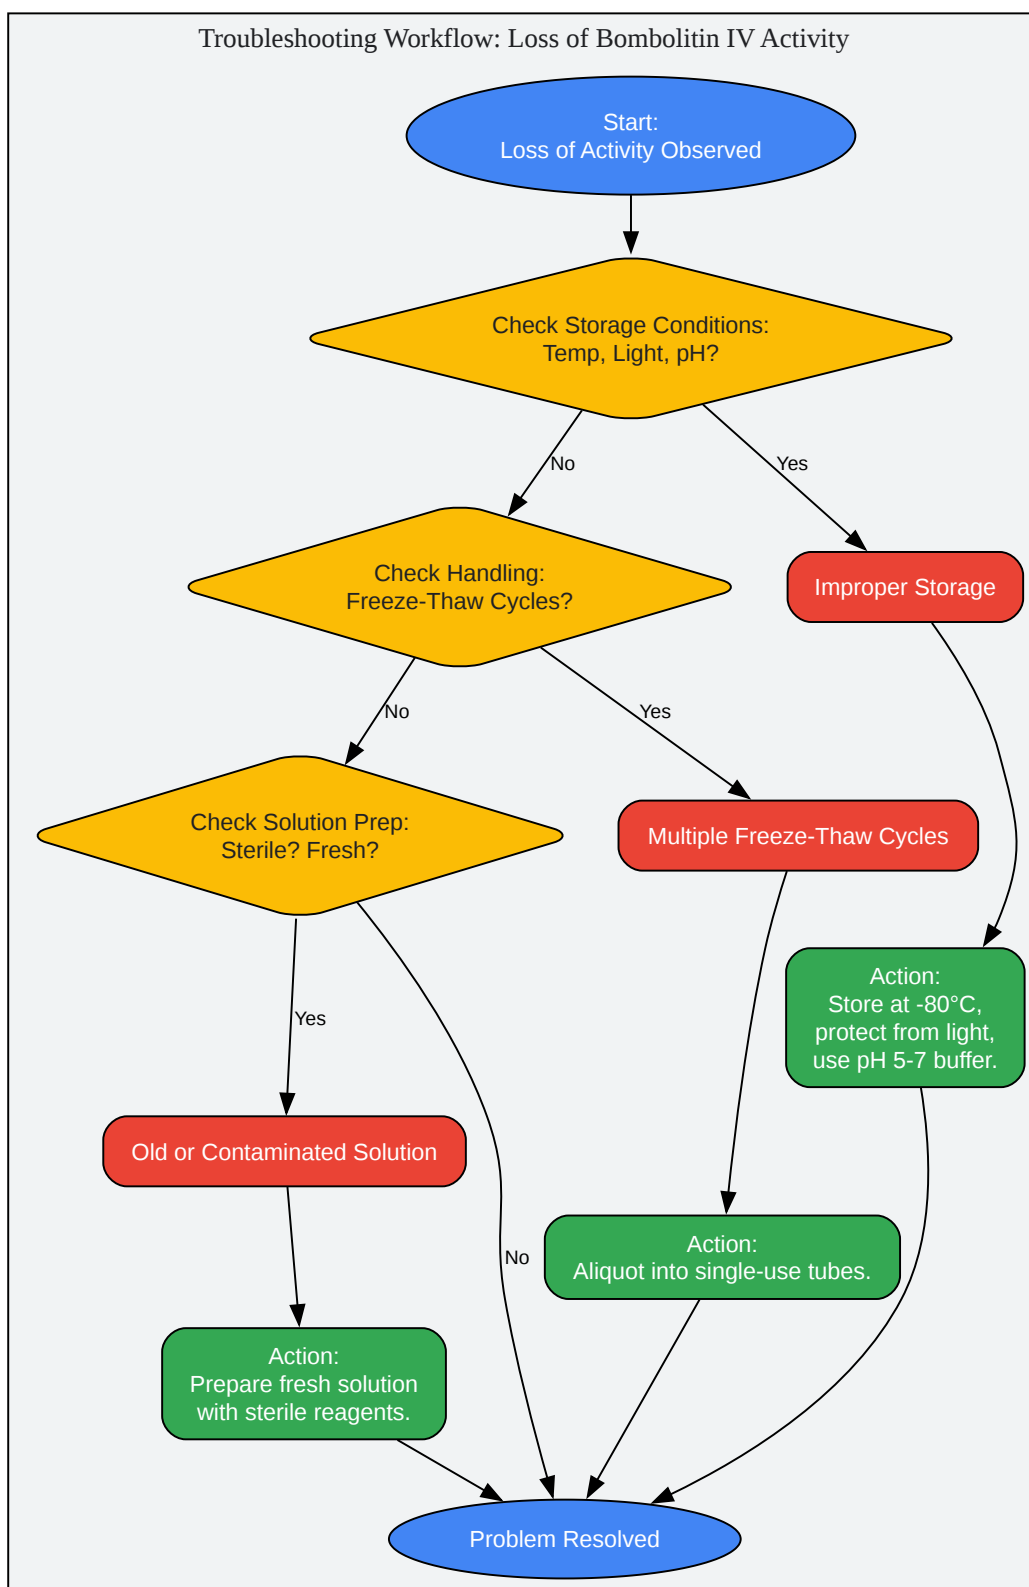 Troubleshooting Workflow: Loss of Bombolitin IV Activity
Start:
Loss of Activity Observed
Check Storage Conditions:
Temp, Light, pH?
No
Yes
Check Handling:
Freeze-Thaw Cycles?
Improper Storage
No
Yes
Check Solution Prep:
Sterile? Fresh?
Multiple Freeze-Thaw Cycles
Action:
Store at -80°C,
protect from light,
use pH 5-7 buffer.
Yes
Old or Contaminated Solution
No
Action:
Aliquot into single-use tubes.
Action:
Prepare fresh solution
with sterile reagents.
Problem Resolved